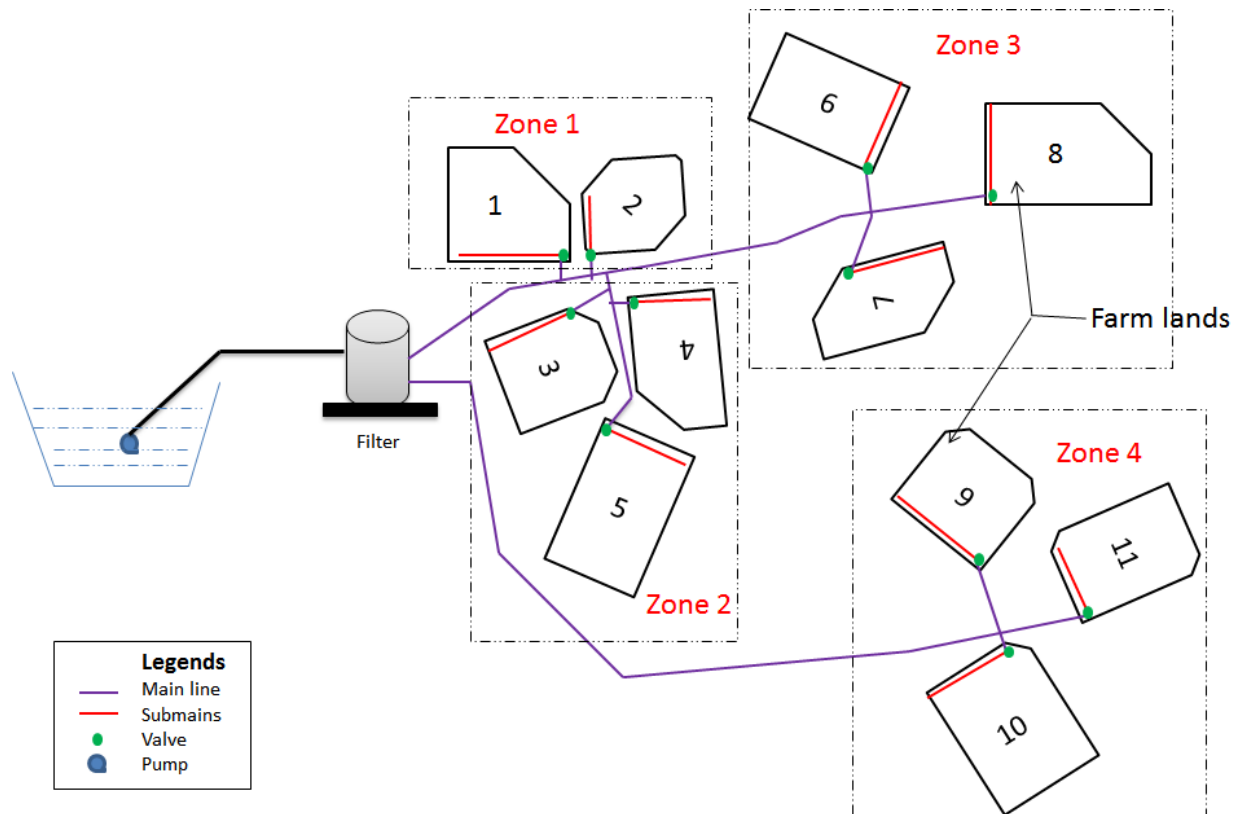 Zone 1
1
2
Zone 3
6
8
7
Farm lands
Filter
3
4
5
Zone 2
Zone 4
9
11
10
Legends
Main line
Submains
Valve
Pump